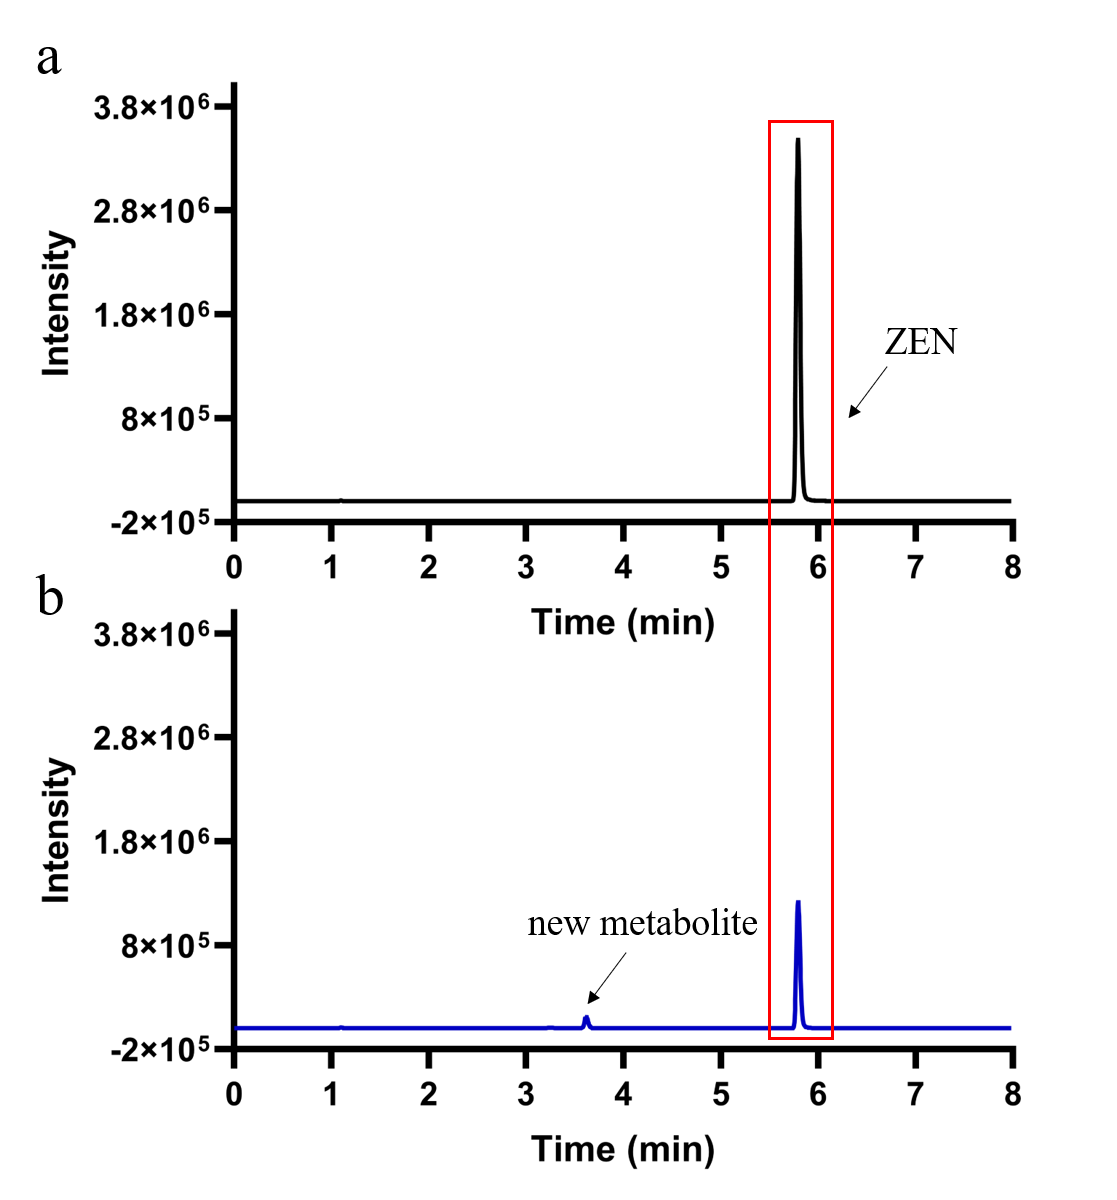 a
3.8×10⁶
2.8×10⁶
1.8×10⁶
8×10⁵
-2×10⁵
Intensity
ZEN
0 1 2 3 4 5 6 7 8
Time (min)
b
3.8×10⁶
2.8×10⁶
1.8×10⁶
8×10⁵
-2×10⁵
Intensity
new metabolite
0 1 2 3 4 5 6 7 8
Time (min)